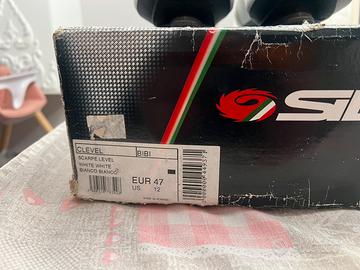 SI
CLEVEL BIBI
SCARPE LEVEL
WHITE WHITE
BIANCO BIANCO
EUR 47
US 12